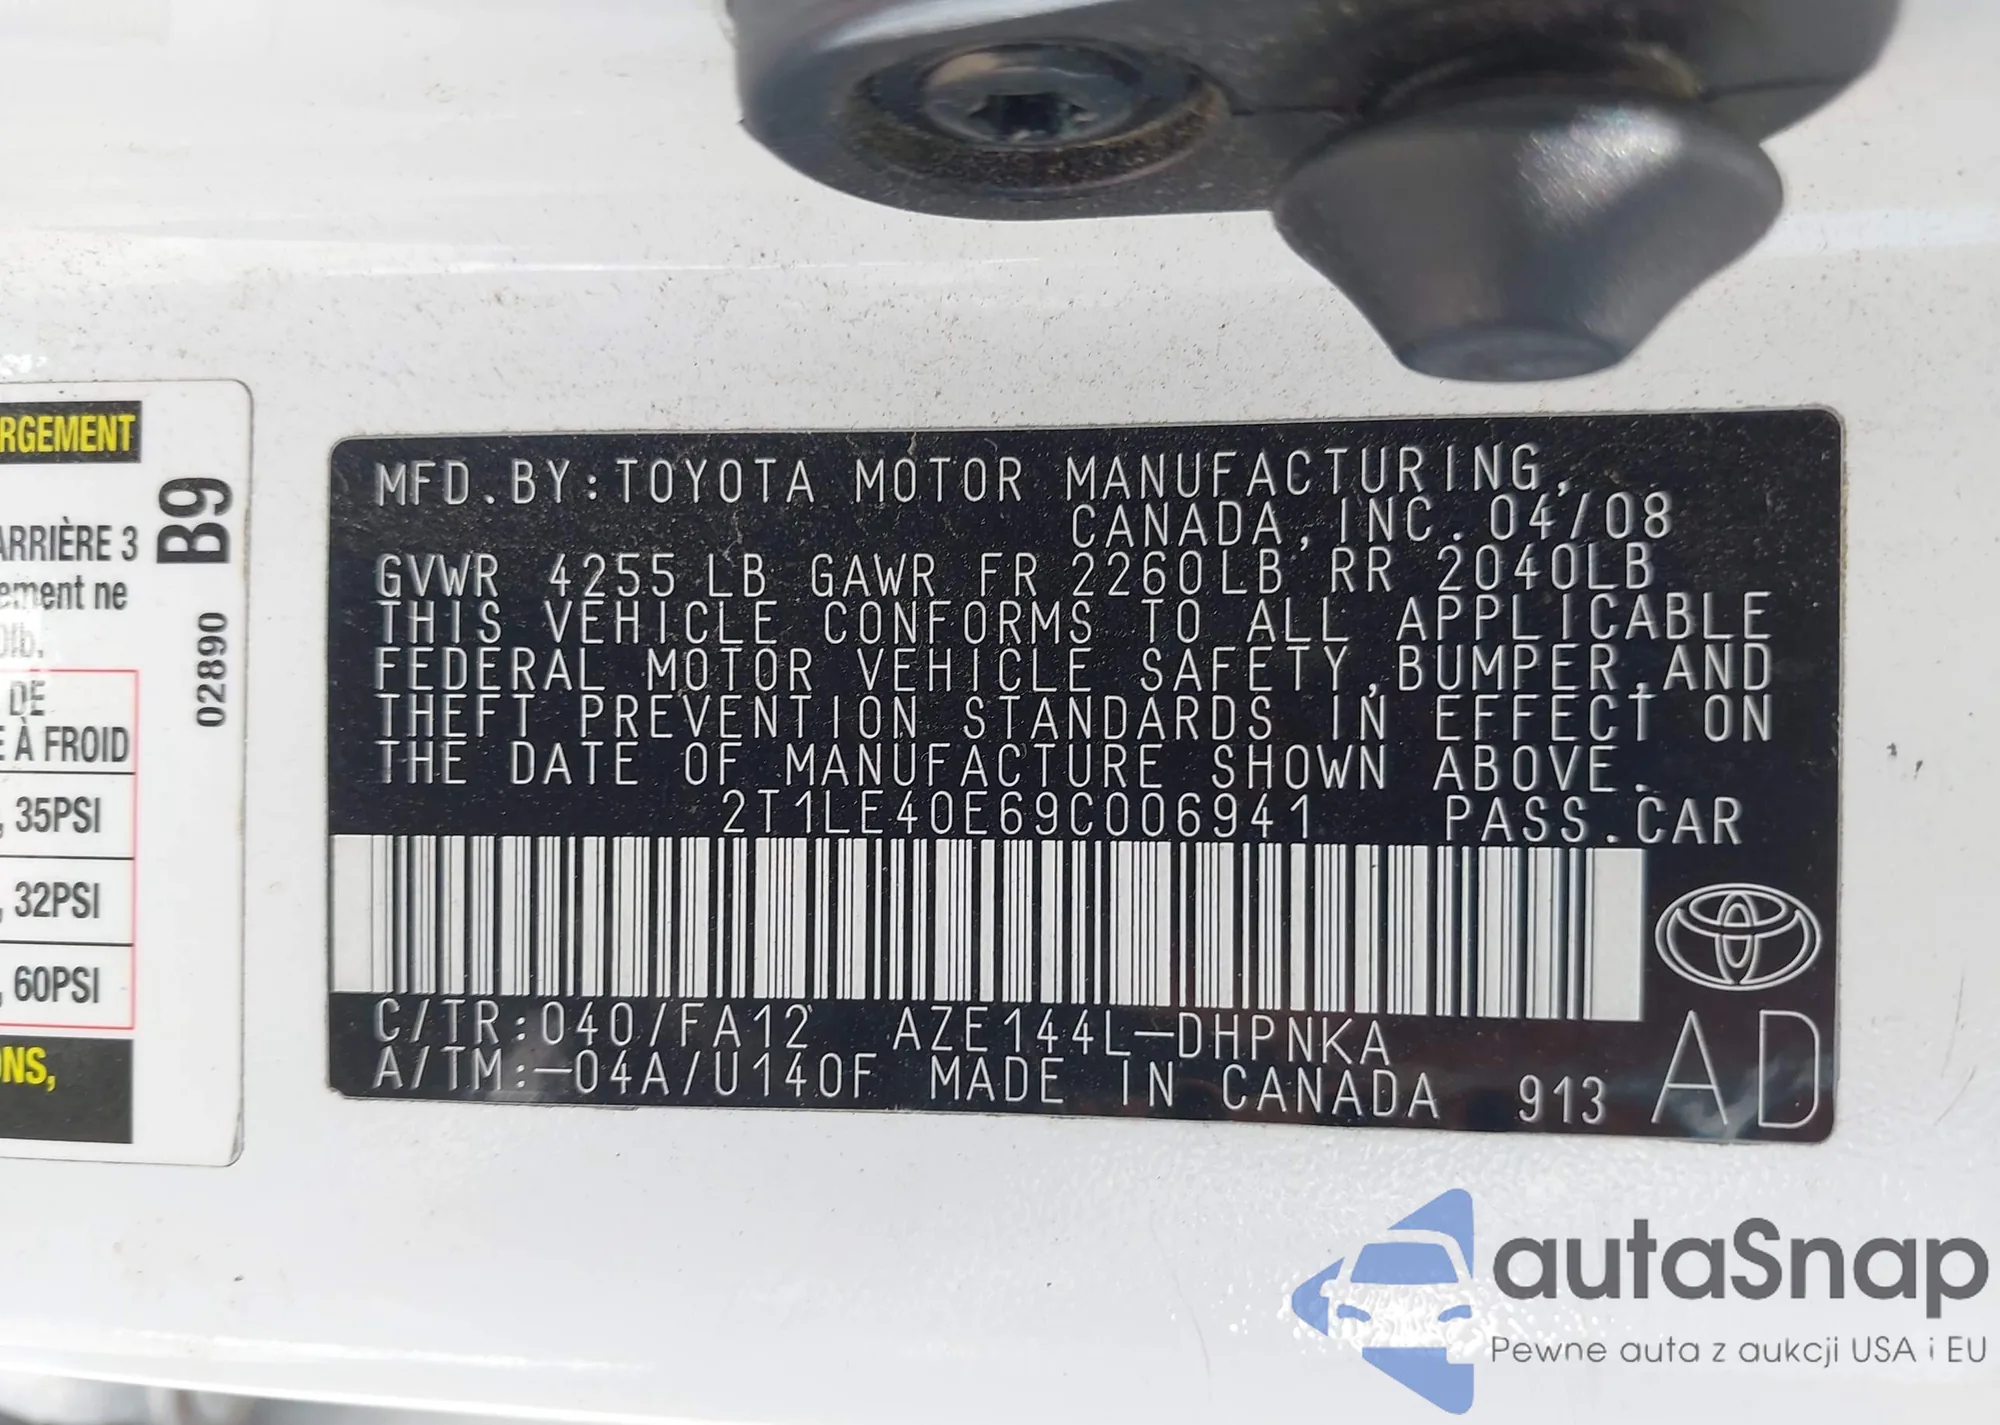 RGEMENT
B9
ARRIÈRE 3
ement ne
0lb.
02890
DE
E À FROID
, 35PSI
, 32PSI
, 60PSI
ONS,
MFD.BY:TOYOTA MOTOR MANUFACTURING,
CANADA,INC.04/08
GVWR 4255LB GAWR FR 2260LB RR 2040LB
THIS VEHICLE CONFORMS TO ALL APPLICABLE
FEDERAL MOTOR VEHICLE SAFETY,BUMPER,AND
THEFT PREVENTION STANDARDS IN EFFECT ON
THE DATE OF MANUFACTURE SHOWN ABOVE.
2T1LE40E69C006941 PASS.CAR
C/TR:040/FA12 AZE144L-DHPNKA
A/TM:-04A/U140F MADE IN CANADA 913 AD
autaSnap
Pewne auta z aukcji USA i EU